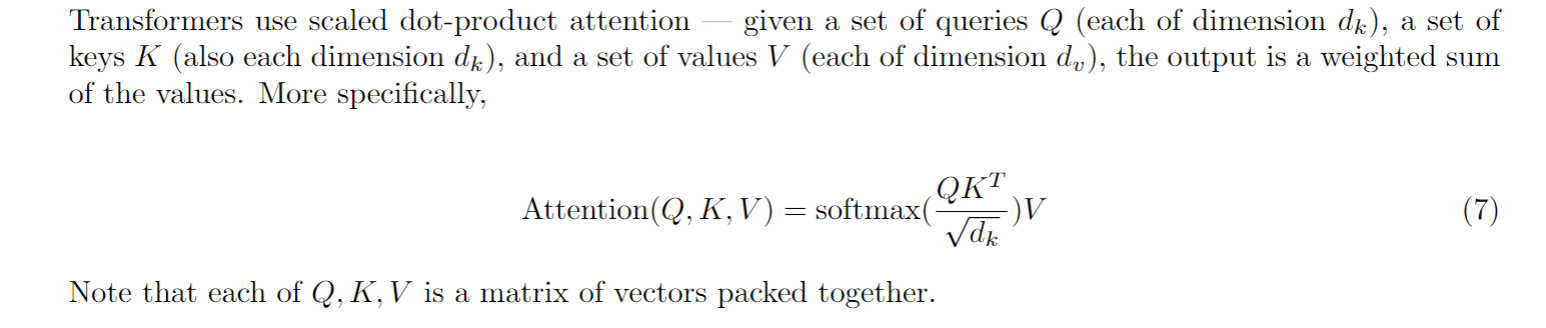 Transformers use scaled dot-product attention — given a set of queries Q (each of dimension d_k), a set of
keys K (also each dimension d_k), and a set of values V (each of dimension d_v), the output is a weighted sum
of the values. More specifically,
Attention(Q, K, V) = softmax(\frac{QK^T}{\sqrt{d_k}})V (7)
Note that each of Q, K, V is a matrix of vectors packed together.